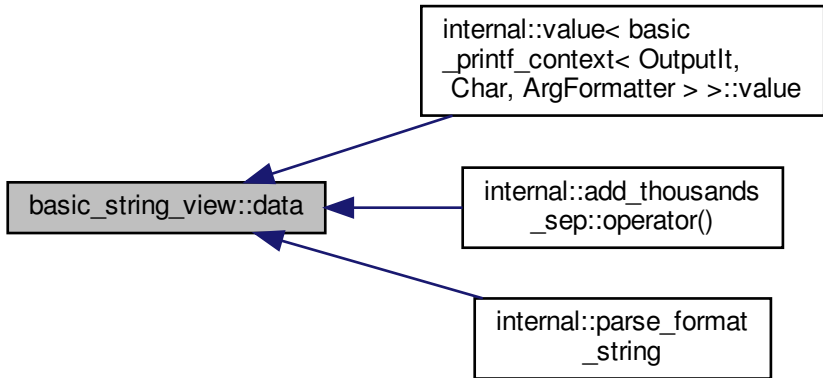 internal::value< basic
_printf_context< OutputIt,
Char, ArgFormatter > >::value
basic_string_view::data
internal::add_thousands
_sep::operator()
internal::parse_format
_string